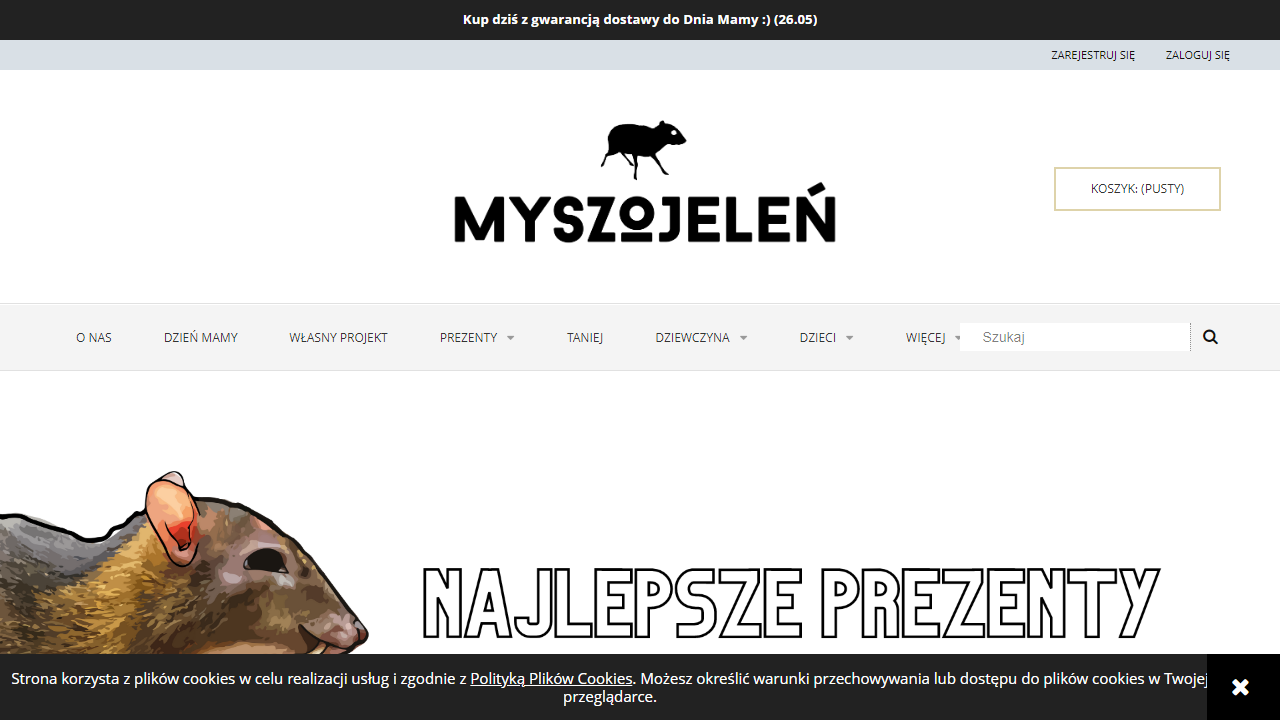 Kup dziś z gwarancją dostawy do Dnia Mamy :) (26.05)
ZAREJESTRUJ SIĘ ZALOGUJ SIĘ
MYSZOJELEŃ
KOSZYK: (PUSTY)
O NAS DZIEŃ MAMY WŁASNY PROJEKT PREZENTY TANIEJ DZIEWCZYNA DZIECI WIĘCEJ Szukaj
NAJLEPSZE PREZENTY
Strona korzysta z plików cookies w celu realizacji usług i zgodnie z Polityką Plików Cookies. Możesz określić warunki przechowywania lub dostępu do plików cookies w Twojej
przeglądarce.